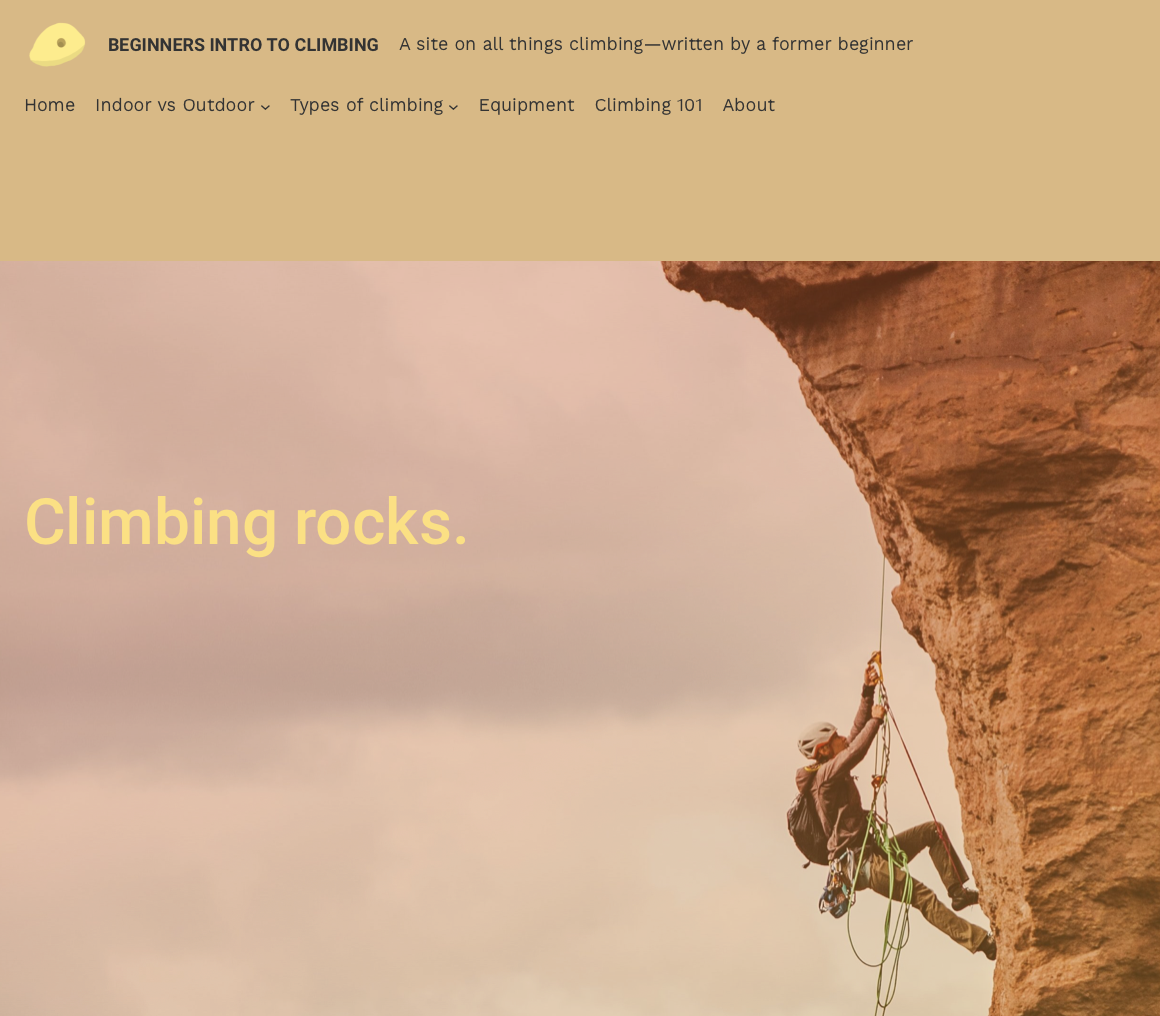 BEGINNERS INTRO TO CLIMBING A site on all things climbing—written by a former beginner
Home Indoor vs Outdoor Types of climbing Equipment Climbing 101 About
Climbing rocks.